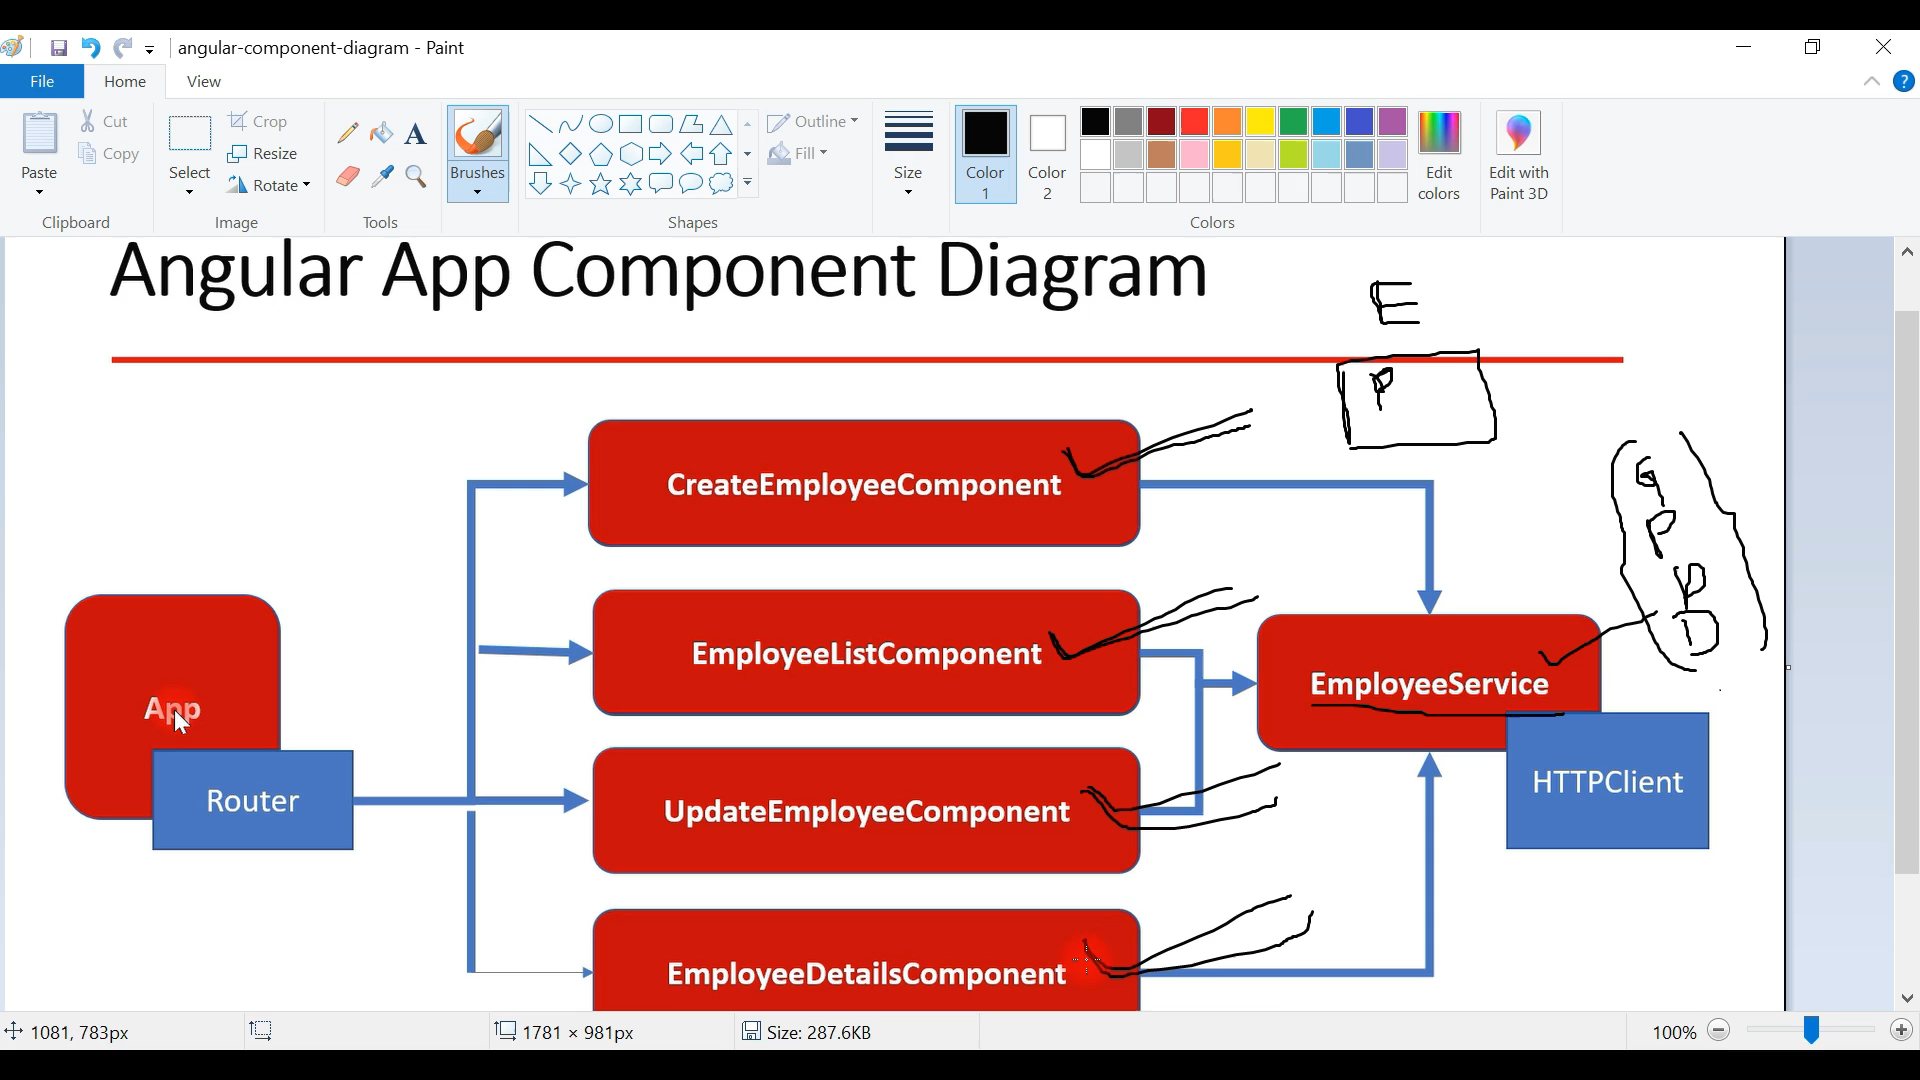 angular-component-diagram - Paint
File Home View
Paste
Cut
Copy
Clipboard
Select
Crop
Resize
Rotate
Image
A
Tools
Brushes
Shapes
Outline
Fill
Size
Color 1
Color 2
Edit colors
Colors
Edit with Paint 3D
?
Angular App Component Diagram
E
P
CreateEmployeeComponent
G
P
P
D
EmployeeListComponent
EmployeeService
App
Router
UpdateEmployeeComponent
HTTPClient
EmployeeDetailsComponent
1081, 783px
1781 × 981px
Size: 287.6KB
100%